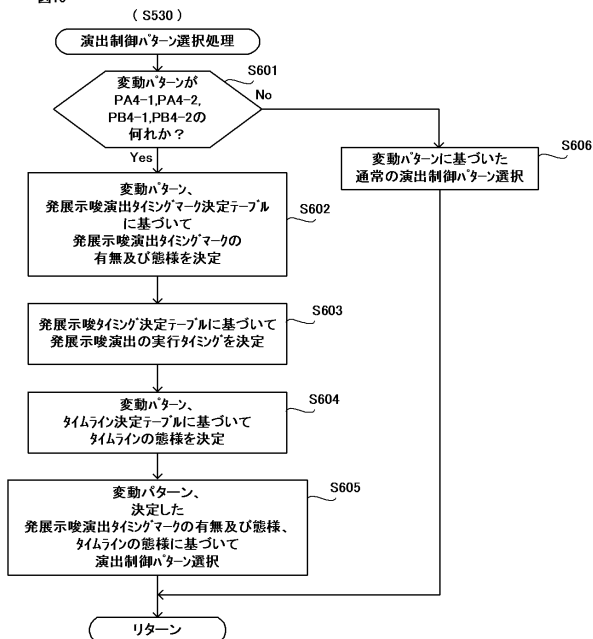 ( S530 )
演出制御パターン選択処理
S601
変動パターンが
PA4-1,PA4-2,
PB4-1,PB4-2の
何れか？
No
Yes
S606
変動パターンに基づいた
通常の演出制御パターン選択
変動パターン、
発展示唆演出タイミングマーク決定テーブル
に基づいて
発展示唆演出タイミングマークの
有無及び態様を決定
S602
発展示唆タイミング決定テーブルに基づいて
発展示唆演出の実行タイミングを決定
S603
変動パターン、
タイムライン決定テーブルに基づいて
タイムラインの態様を決定
S604
変動パターン、
決定した
発展示唆演出タイミングマークの有無及び態様、
タイムラインの態様に基づいて
演出制御パターン選択
S605
リターン